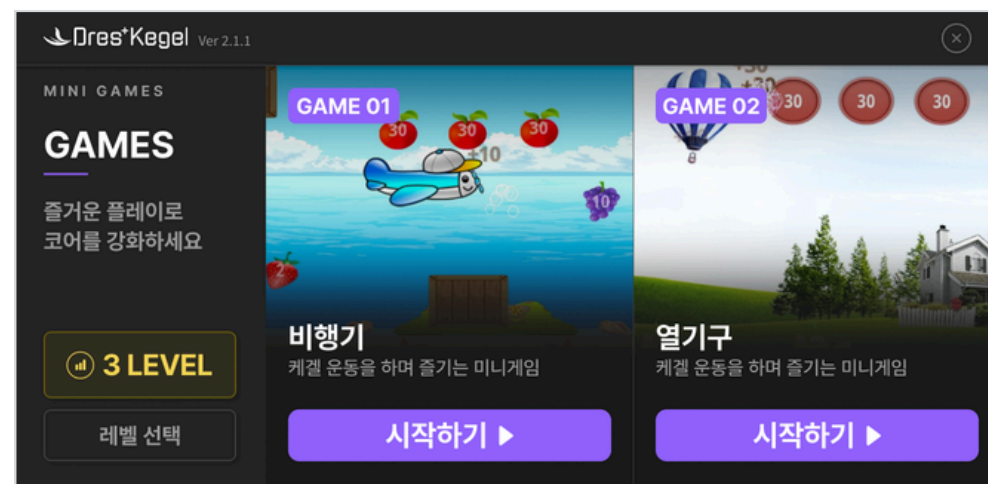 Dres+Kegel Ver 2.1.1
MINI GAMES
GAMES
즐거운 플레이로
코어를 강화하세요
3 LEVEL
레벨 선택
GAME 01
30 30 30
+10
10
2
비행기
케겔 운동을 하며 즐기는 미니게임
시작하기
GAME 02
+30
+30
30 30 30
열기구
케겔 운동을 하며 즐기는 미니게임
시작하기